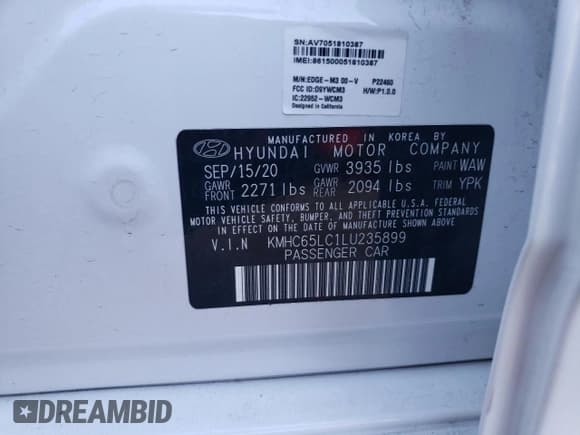 SN:AV7051810387
IMEI:861500051810387
M/N:EDGE-M3 00-V P22460
FCC ID:O9YWCM3 H/W:P1.0.0
IC:22952-WCM3
Designed in California
MANUFACTURED IN KOREA BY
HYUNDAI MOTOR COMPANY
SEP/15/20 GVWR 3935 lbs PAINT WAW
GAWR FRONT 2271 lbs GAWR REAR 2094 lbs TRIM YPK
THIS VEHICLE CONFORMS TO ALL APPLICABLE U.S.A. FEDERAL
MOTOR VEHICLE SAFETY, BUMPER, AND THEFT PREVENTION STANDARDS
IN EFFECT ON THE DATE OF MANUFACTURE SHOWN ABOVE.
V.I.N KMHC65LC1LU235899
PASSENGER CAR
DREAMBID